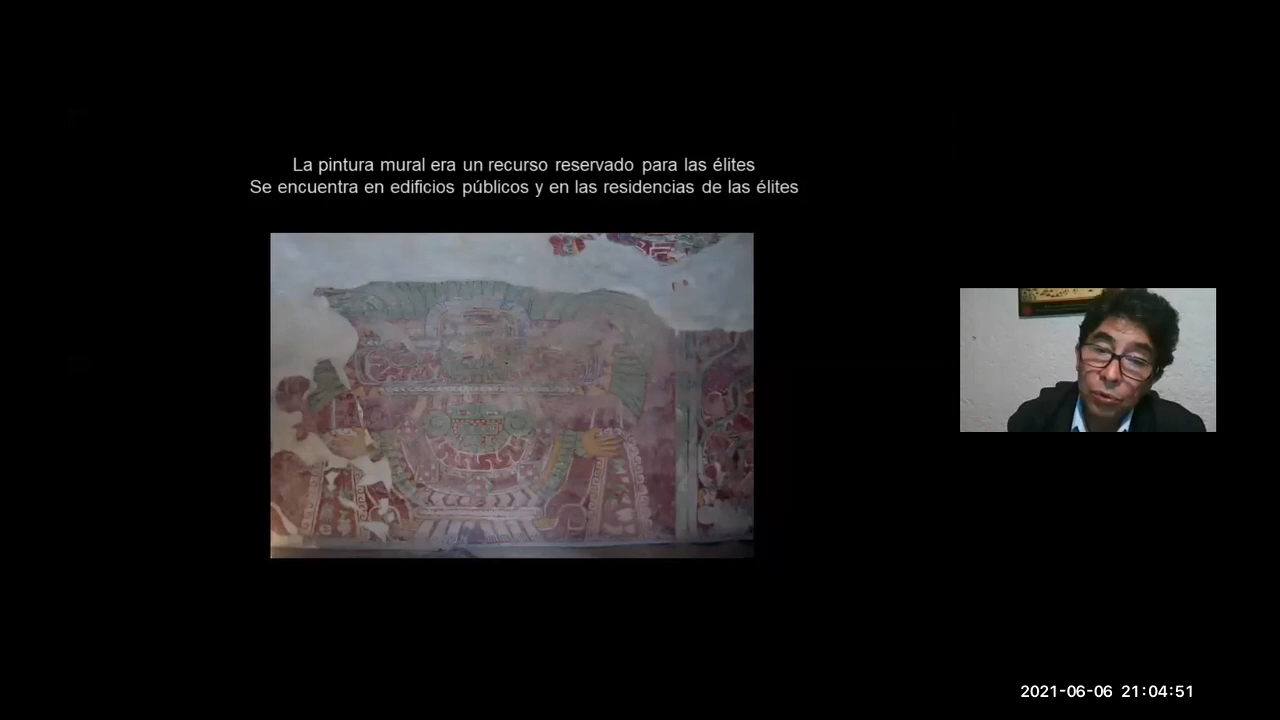 La pintura mural era un recurso reservado para las élites
Se encuentra en edificios públicos y en las residencias de las élites
2021-06-06 21:04:51